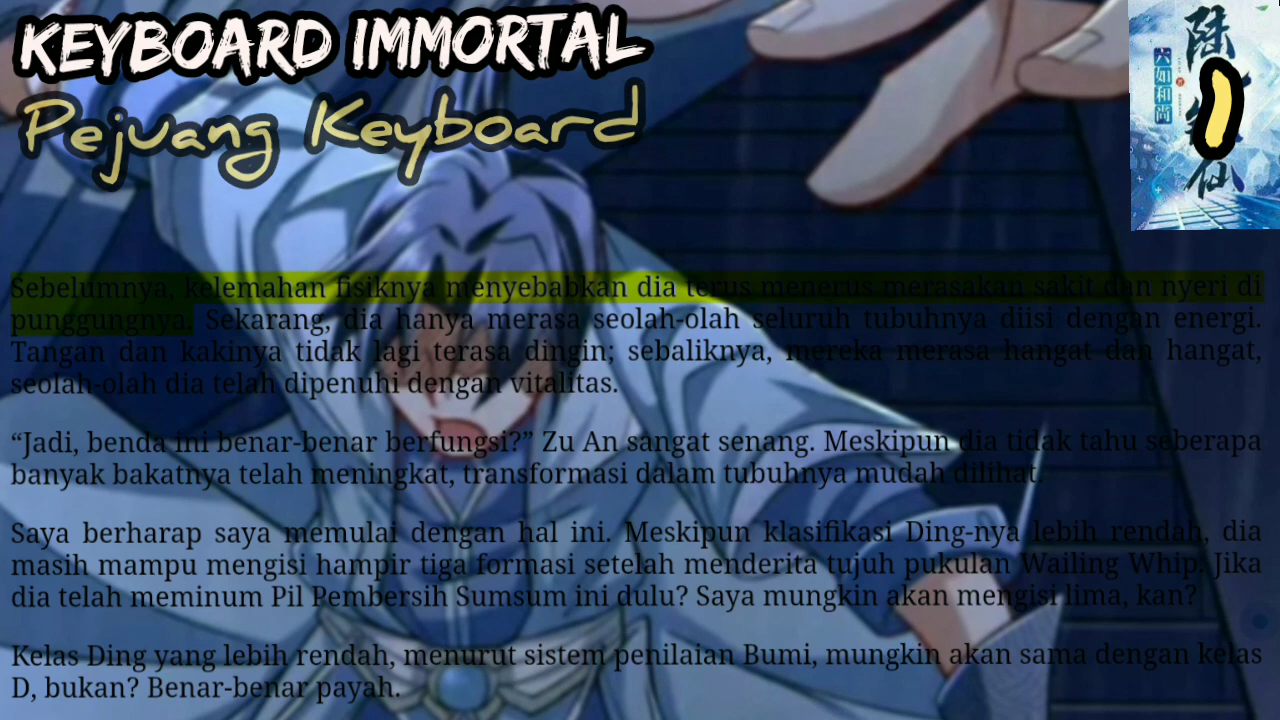 KEYBOARD IMMORTAL
Pejuang Keyboard
陆
仙
六如和尚
Sebelumnya, kelemahan fisiknya menyebabkan dia terus menerus merasakan sakit dan nyeri di
punggungnya. Sekarang, dia hanya merasa seolah-olah seluruh tubuhnya diisi dengan energi.
Tangan dan kakinya tidak lagi terasa dingin; sebaliknya, mereka merasa hangat dan hangat,
seolah-olah dia telah dipenuhi dengan vitalitas.
“Jadi, benda ini benar-benar berfungsi?” Zu An sangat senang. Meskipun dia tidak tahu seberapa
banyak bakatnya telah meningkat, transformasi dalam tubuhnya mudah dilihat.
Saya berharap saya memulai dengan hal ini. Meskipun klasifikasi Ding-nya lebih rendah, dia
masih mampu mengisi hampir tiga formasi setelah menderita tujuh pukulan Wailing Whip. Jika
dia telah meminum Pil Pembersih Sumsum ini dulu? Saya mungkin akan mengisi lima, kan?
Kelas Ding yang lebih rendah, menurut sistem penilaian Bumi, mungkin akan sama dengan kelas
D, bukan? Benar-benar payah.